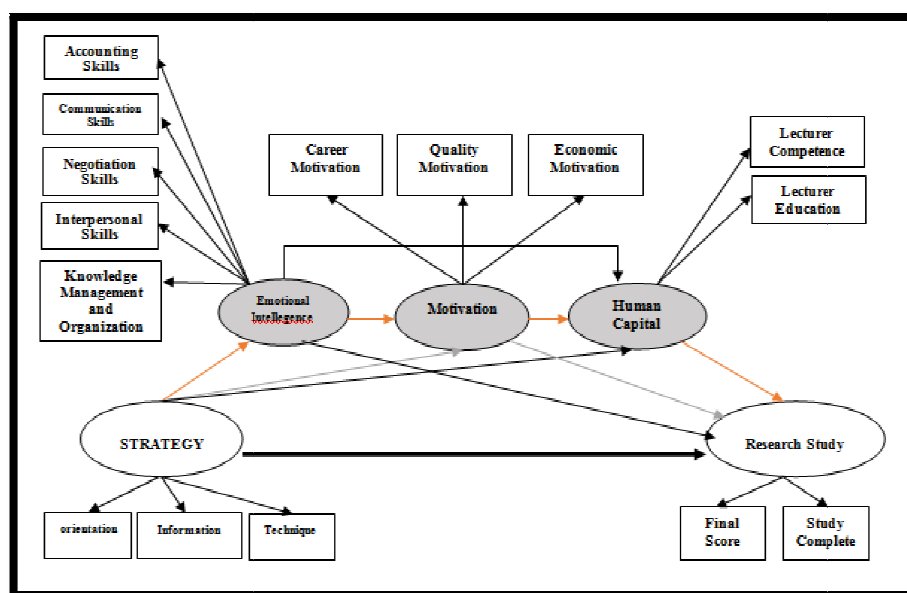 Accounting
Skills
Communication
Skills
Negotiation
Skills
Interpersonal
Skills
Knowledge
Management
and
Organization
Career
Motivation
Quality
Motivation
Economic
Motivation
Lecturer
Competence
Lecturer
Education
Emotional
Intellegence
Motivation
Human
Capital
STRATEGY
Research Study
orientation
Information
Technique
Final
Score
Study
Complete